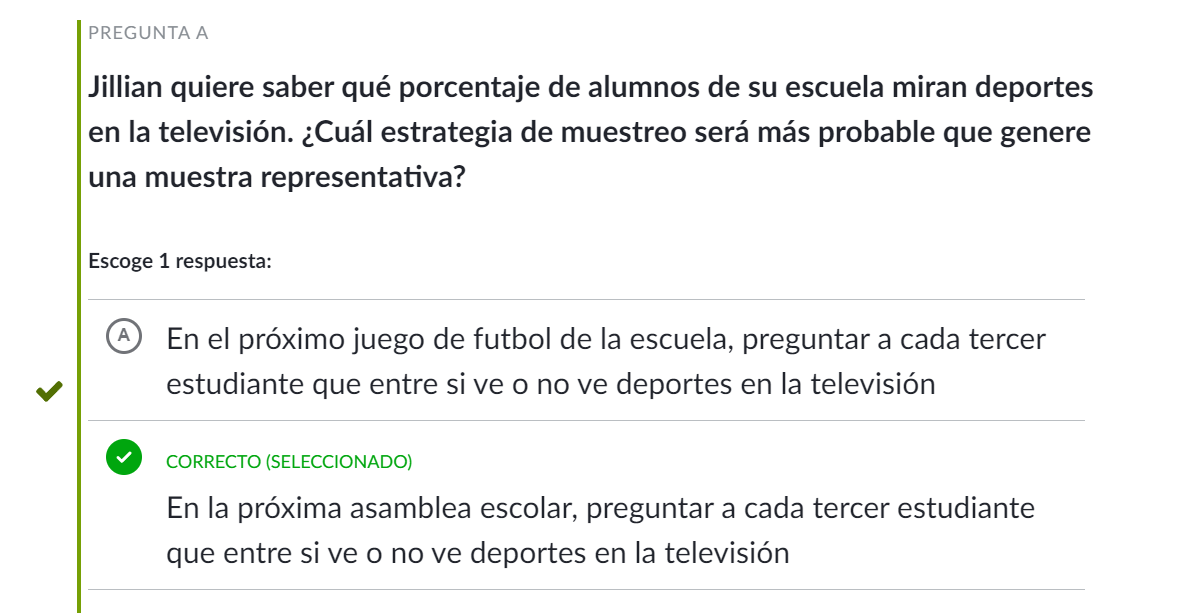 PREGUNTA A
Jillian quiere saber qué porcentaje de alumnos de su escuela miran deportes
en la televisión. ¿Cuál estrategia de muestreo será más probable que genere
una muestra representativa?
Escoge 1 respuesta:
A
En el próximo juego de futbol de la escuela, preguntar a cada tercer
estudiante que entre si ve o no ve deportes en la televisión
CORRECTO (SELECCIONADO)
En la próxima asamblea escolar, preguntar a cada tercer estudiante
que entre si ve o no ve deportes en la televisión